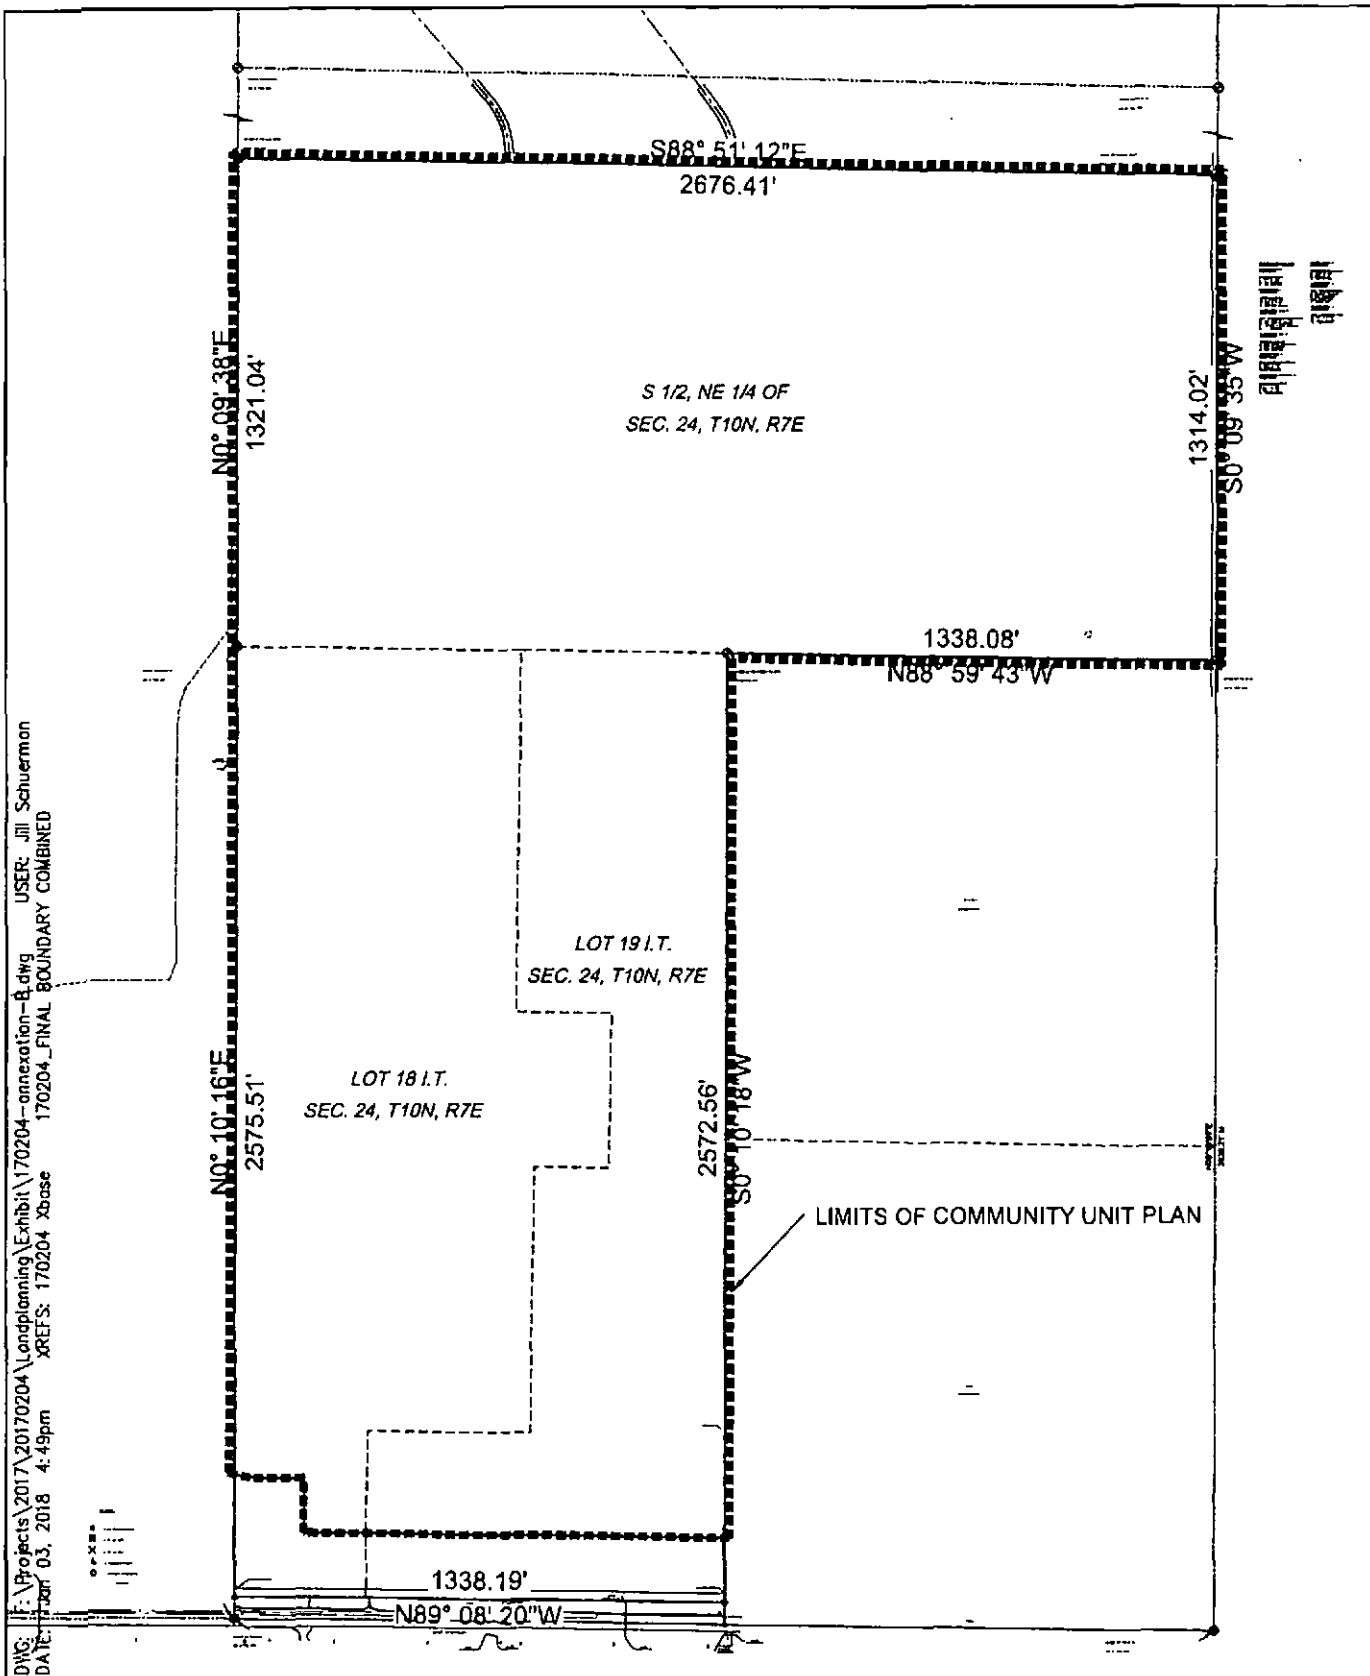 S88° 51' 12"E
2676.41'
N0° 09' 38"E
1321.04'
S 1/2, NE 1/4 OF
SEC. 24, T10N, R7E
1314.02'
S0° 09' 35"W
1338.08'
N88° 59' 43"W
LOT 19 I.T.
SEC. 24, T10N, R7E
LOT 18 I.T.
SEC. 24, T10N, R7E
N0° 10' 16"E
2575.51'
2572.56'
S0° 10' 18"W
LIMITS OF COMMUNITY UNIT PLAN
1338.19'
N89° 08' 20"W
DWG: F:\Projects\2017\20170204\Landplanning\Exhibit\170204-annexation-B.dwg USER: Jill Schuerman
DATE: Jan 03, 2018 4:49pm XREFS: 170204 Xbase 170204_FINAL BOUNDARY COMBINED